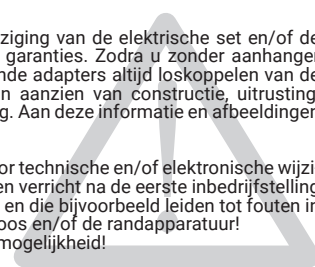 ziging van de elektrische set en/of de
garanties. Zodra u zonder aanhanger
nde adapters altijd loskoppelen van de
n aanzien van constructie, uitrusting,
g. Aan deze informatie en afbeeldingen
or technische en/of elektronische wijzi
en verricht na de eerste inbedrijfstelling
en die bijvoorbeeld leiden tot fouten in
oos en/of de randapparatuur!
mogelijkheid!